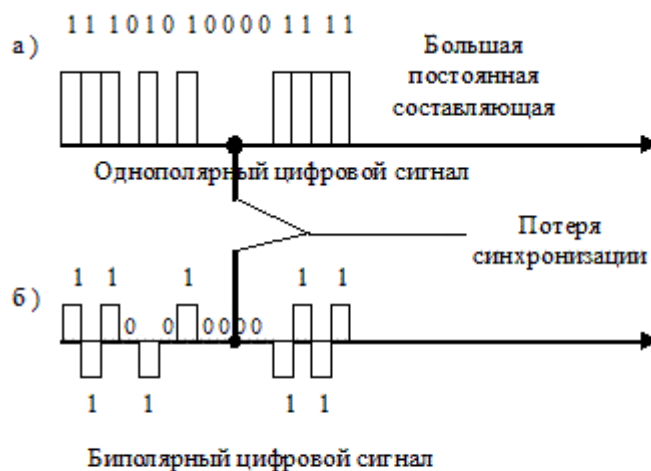 1 1 1 0 1 0 1 0 0 0 0 1 1 1 1
а)
Большая
постоянная
составляющая
Однополярный цифровой сигнал
Потеря
синхронизации
1 1 1 1 1
б)
0 0 0 0 0 0
1 1 1 1
Биполярный цифровой сигнал